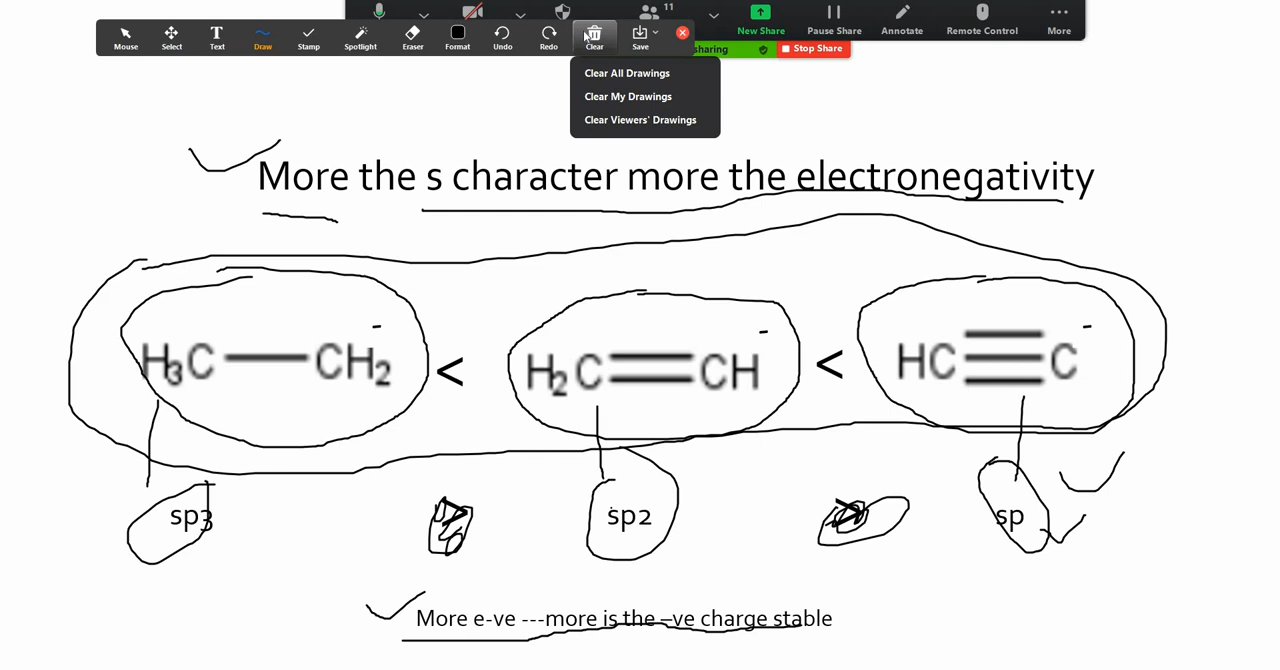 11
New Share Pause Share Annotate Remote Control More
Mouse Select Text Draw Stamp Spotlight Eraser Format Undo Redo Clear Save
sharing Stop Share
Clear All Drawings
Clear My Drawings
Clear Viewers' Drawings
More the s character more the electronegativity
H3C — CH2- < H2C = CH- < HC ≡ C-
sp3 > sp2 > sp
More e-ve ---more is the –ve charge stable